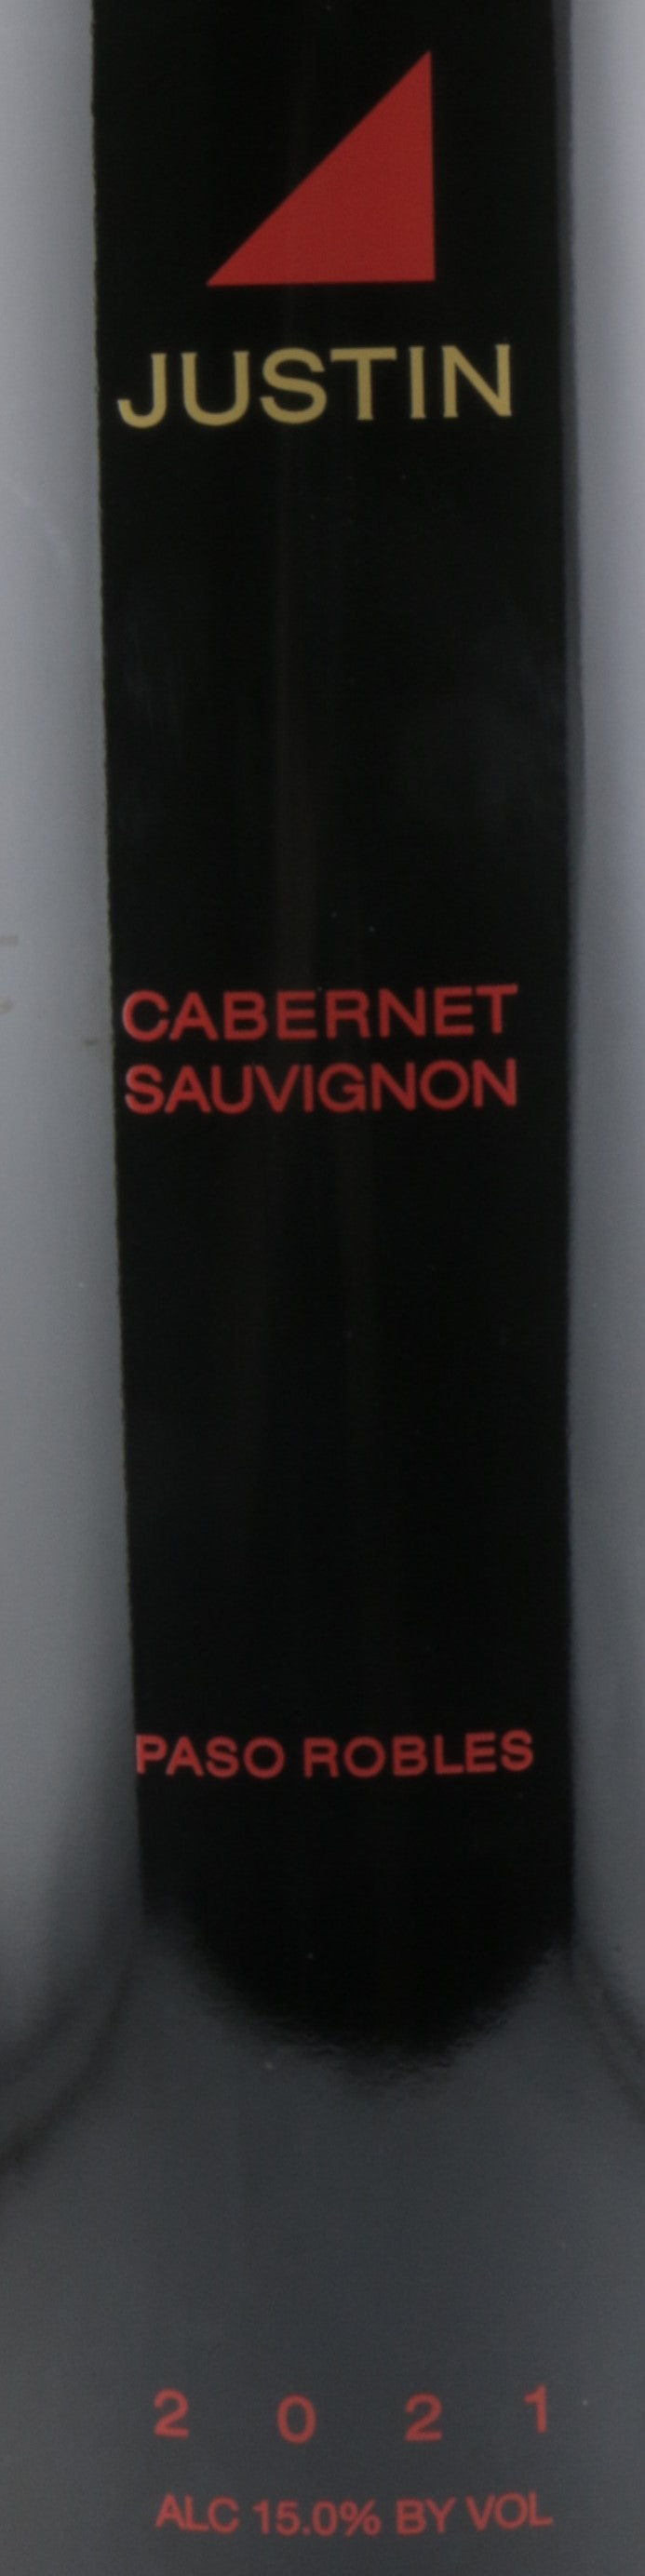 JUSTIN
CABERNET
SAUVIGNON
PASO ROBLES
2 0 2 1
ALC 15.0% BY VOL